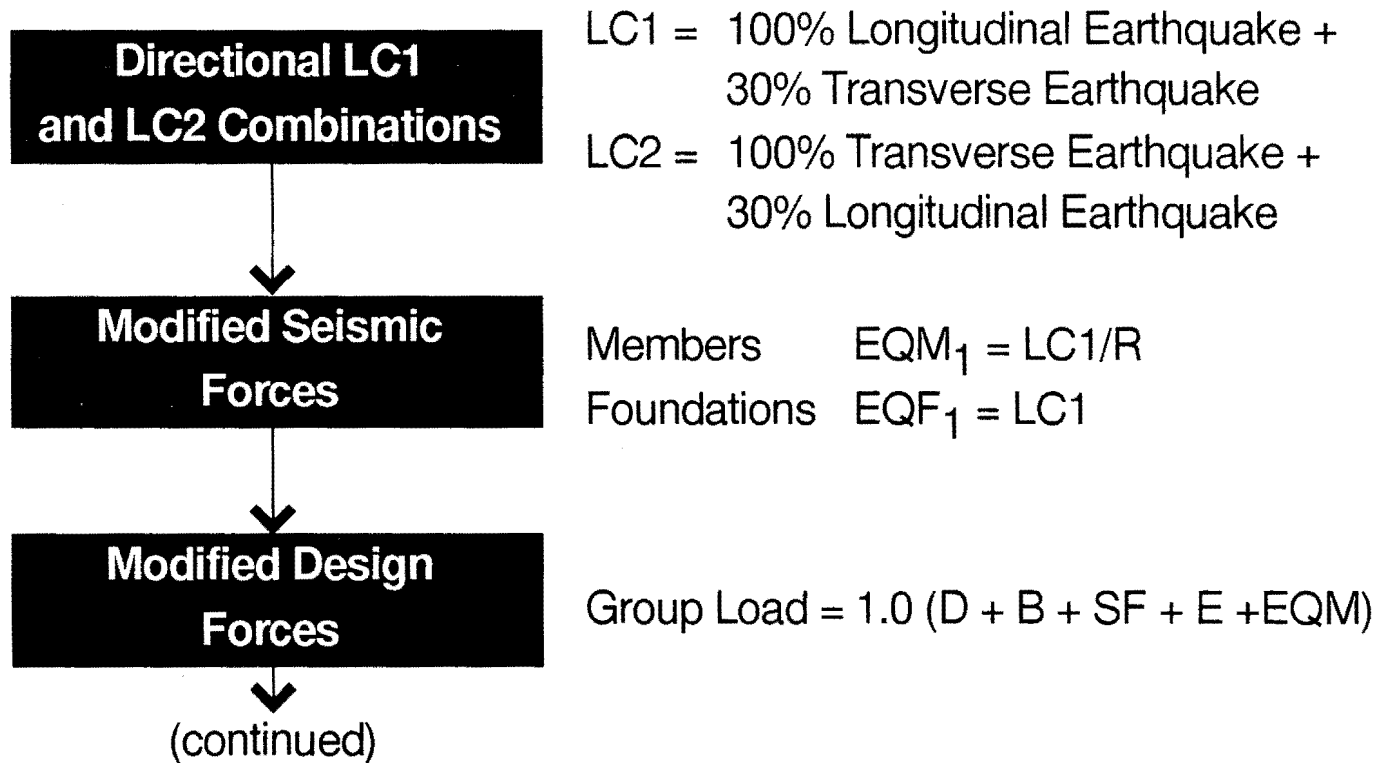 Directional LC1
and LC2 Combinations
LC1 = 100% Longitudinal Earthquake +
30% Transverse Earthquake
LC2 = 100% Transverse Earthquake +
30% Longitudinal Earthquake
Modified Seismic
Forces
Members EQM₁ = LC1/R
Foundations EQF₁ = LC1
Modified Design
Forces
Group Load = 1.0 (D + B + SF + E +EQM)
(continued)